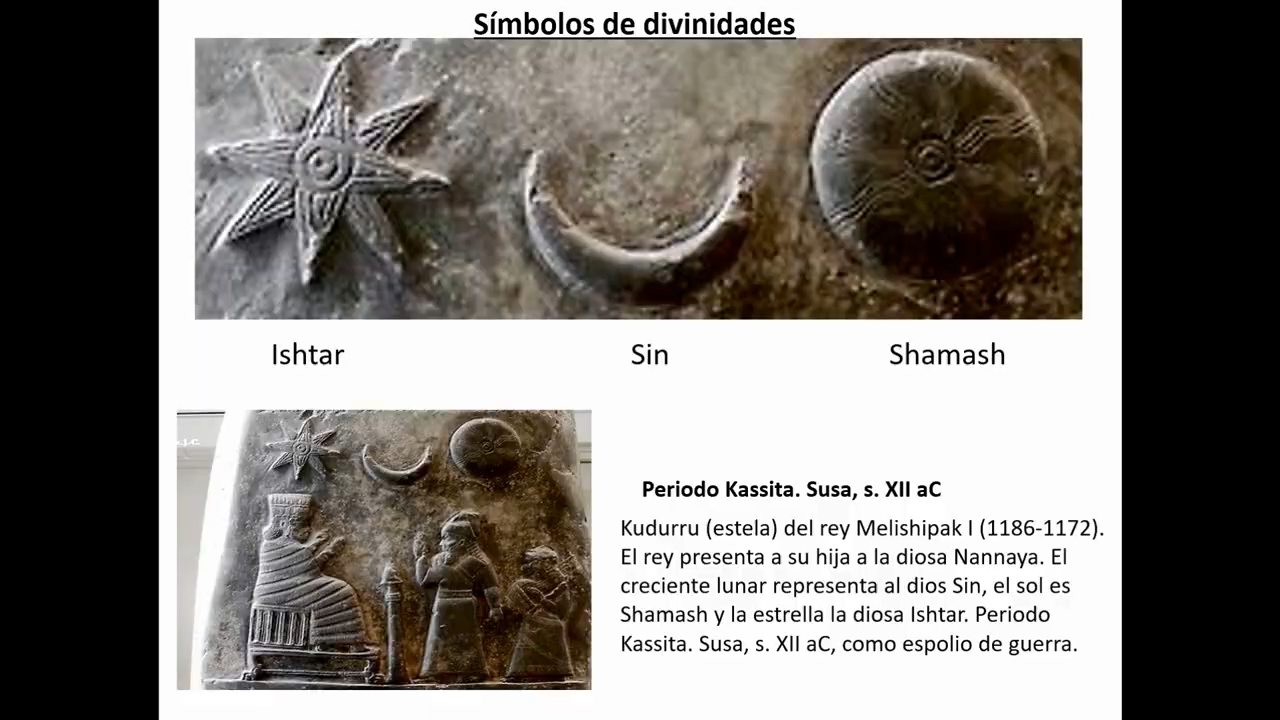 Símbolos de divinidades
Ishtar
Sin
Shamash
Periodo Kassita. Susa, s. XII aC
Kudurru (estela) del rey Melishipak I (1186-1172).
El rey presenta a su hija a la diosa Nannaya. El
creciente lunar representa al dios Sin, el sol es
Shamash y la estrella la diosa Ishtar. Periodo
Kassita. Susa, s. XII aC, como espolio de guerra.